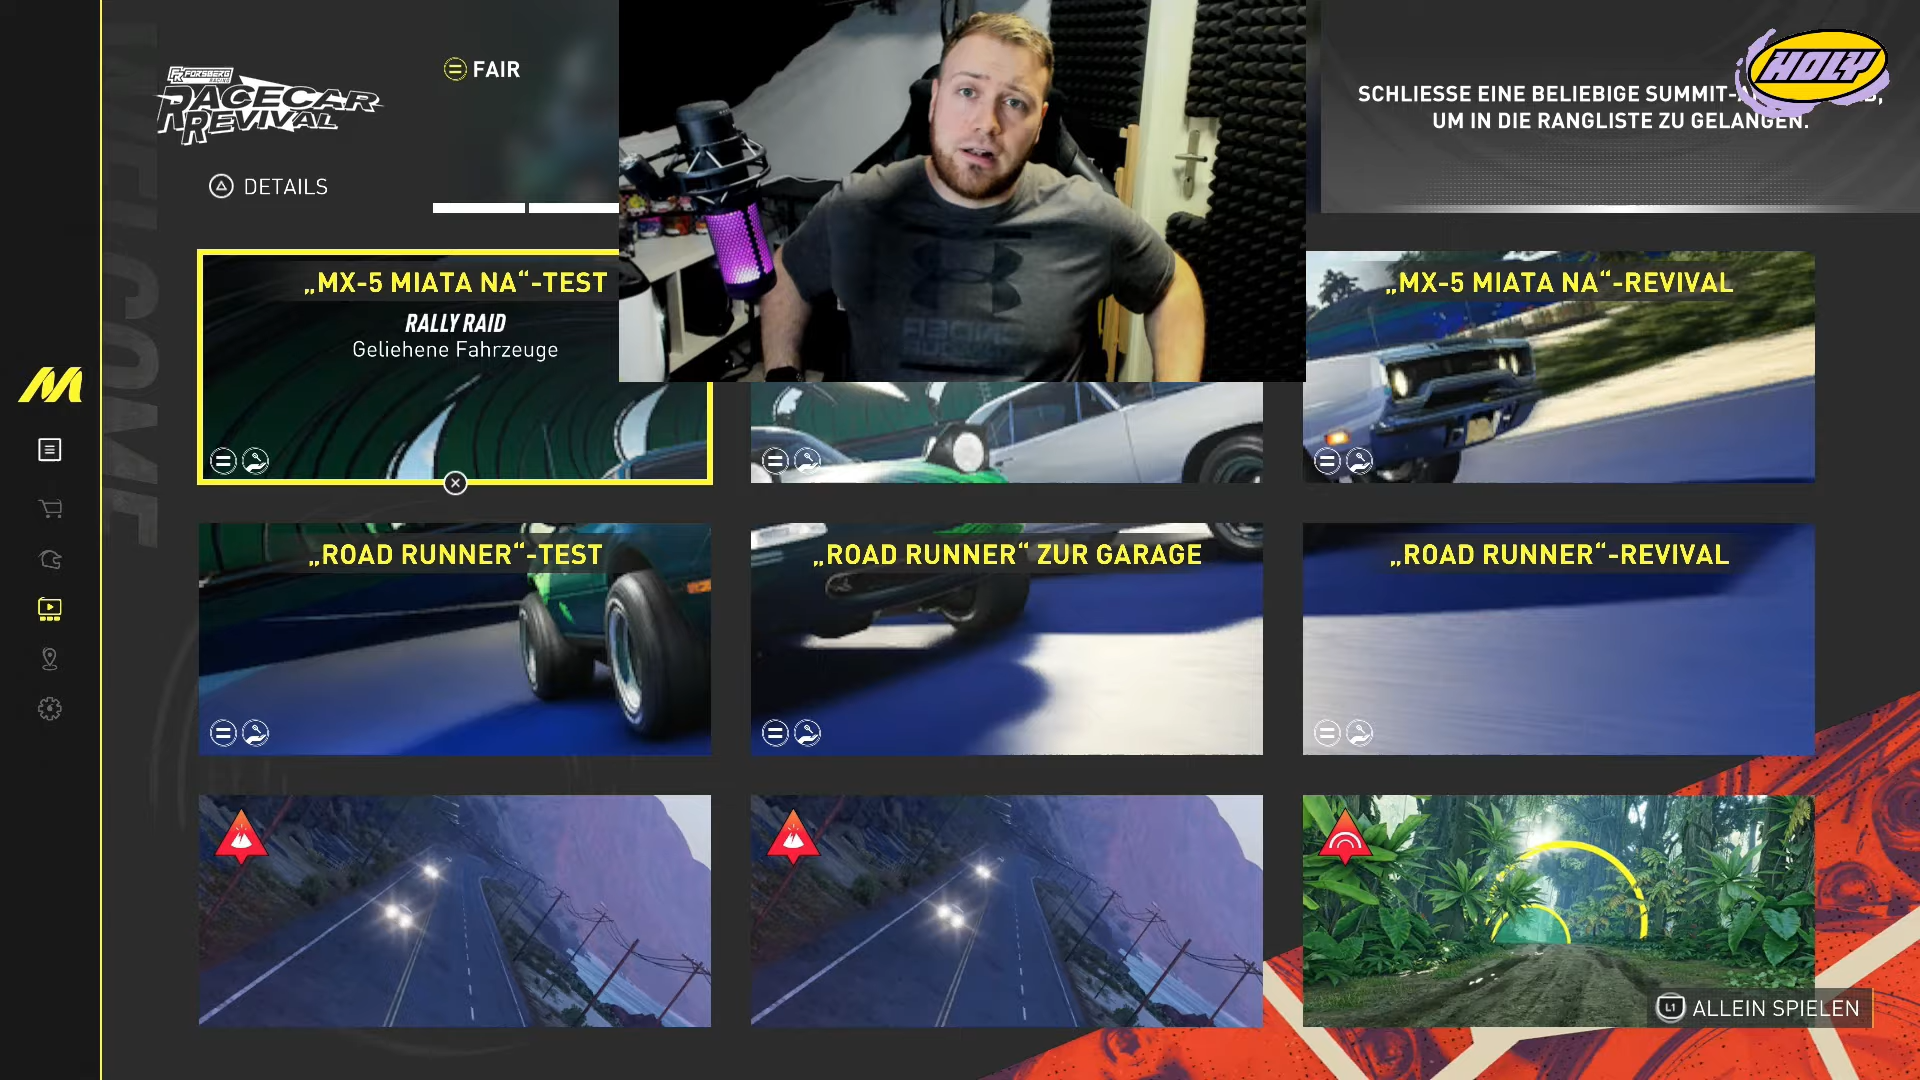 FORSBERG
RACING
RACECAR
REVIVAL
FAIR
DETAILS
HOLY
SCHLIESSE EINE BELIEBIGE SUMMIT-
UM IN DIE RANGLISTE ZU GELANGEN.
„MX-5 MIATA NA“-TEST
RALLY RAID
Geliehene Fahrzeuge
„MX-5 MIATA NA“-REVIVAL
„ROAD RUNNER“-TEST
„ROAD RUNNER“ ZUR GARAGE
„ROAD RUNNER“-REVIVAL
L1 ALLEIN SPIELEN